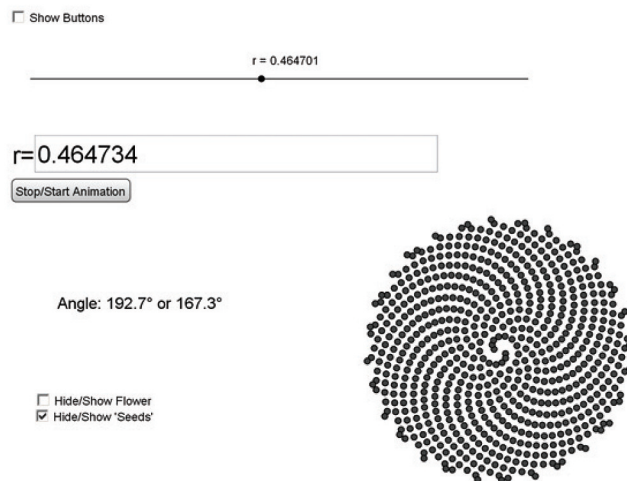 Show Buttons
r = 0.464701
r= 0.464734
Stop/Start Animation
Angle: 192.7° or 167.3°
Hide/Show Flower
Hide/Show 'Seeds'